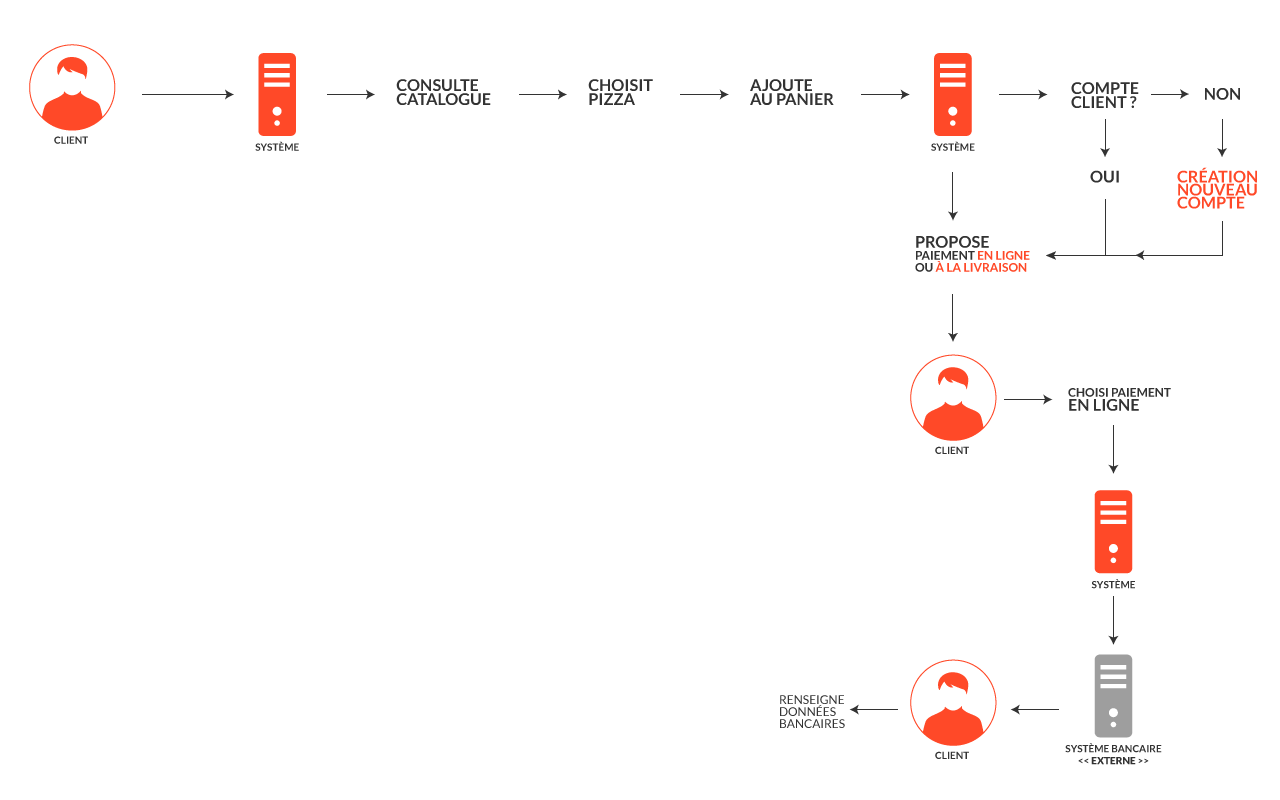 CLIENT
SYSTÈME
CONSULTE
CATALOGUE
CHOISIT
PIZZA
AJOUTE
AU PANIER
SYSTÈME
COMPTE
CLIENT ?
NON
OUI
CRÉATION
NOUVEAU
COMPTE
PROPOSE
PAIEMENT EN LIGNE
OU À LA LIVRAISON
CLIENT
CHOISI PAIEMENT
EN LIGNE
SYSTÈME
SYSTÈME BANCAIRE
<< EXTERNE >>
CLIENT
RENSEIGNE
DONNÉES
BANCAIRES